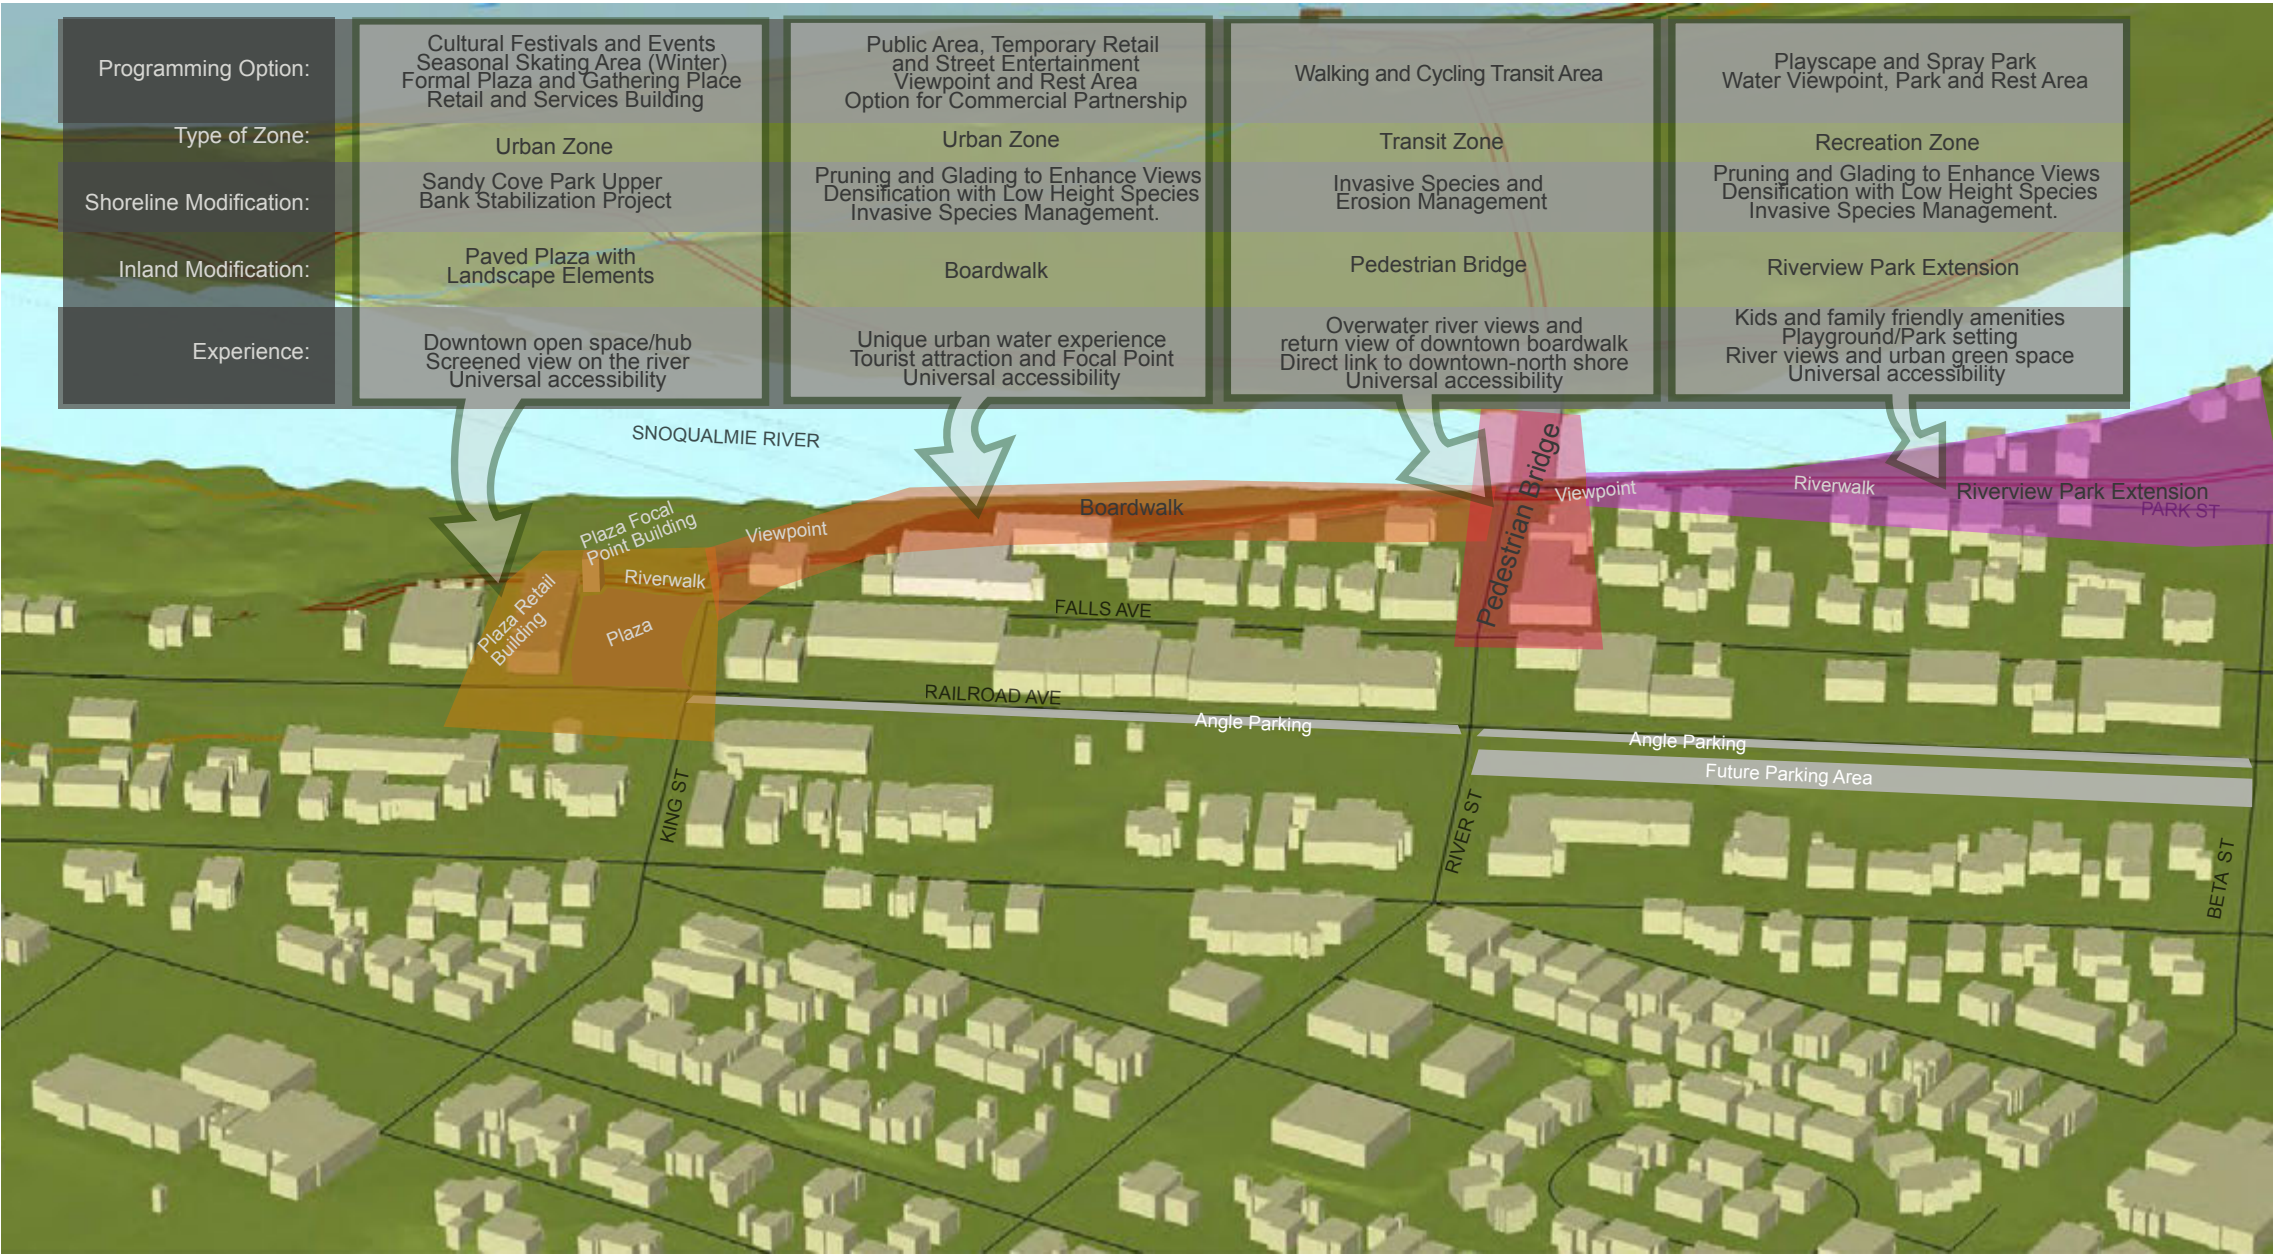 Programming Option:
Cultural Festivals and Events
Seasonal Skating Area (Winter)
Formal Plaza and Gathering Place
Retail and Services Building
Public Area, Temporary Retail
and Street Entertainment
Viewpoint and Rest Area
Option for Commercial Partnership
Walking and Cycling Transit Area
Playscape and Spray Park
Water Viewpoint, Park and Rest Area
Type of Zone:
Urban Zone
Urban Zone
Transit Zone
Recreation Zone
Shoreline Modification:
Sandy Cove Park Upper
Bank Stabilization Project
Pruning and Glading to Enhance Views
Densification with Low Height Species
Invasive Species Management.
Invasive Species and
Erosion Management
Pruning and Glading to Enhance Views
Densification with Low Height Species
Invasive Species Management.
Inland Modification:
Paved Plaza with
Landscape Elements
Boardwalk
Pedestrian Bridge
Riverview Park Extension
Experience:
Downtown open space/hub
Screened view on the river
Universal accessibility
Unique urban water experience
Tourist attraction and Focal Point
Universal accessibility
Overwater river views and
return view of downtown boardwalk
Direct link to downtown-north shore
Universal accessibility
Kids and family friendly amenities
Playground/Park setting
River views and urban green space
Universal accessibility
SNOQUALMIE RIVER
Plaza Focal
Point Building
Viewpoint
Boardwalk
Pedestrian Bridge
Viewpoint
Riverwalk
Riverview Park Extension
PARK ST
Riverwalk
Plaza Retail
Building
Plaza
FALLS AVE
RAILROAD AVE
Angle Parking
Angle Parking
Future Parking Area
KING ST
RIVER ST
BETA ST